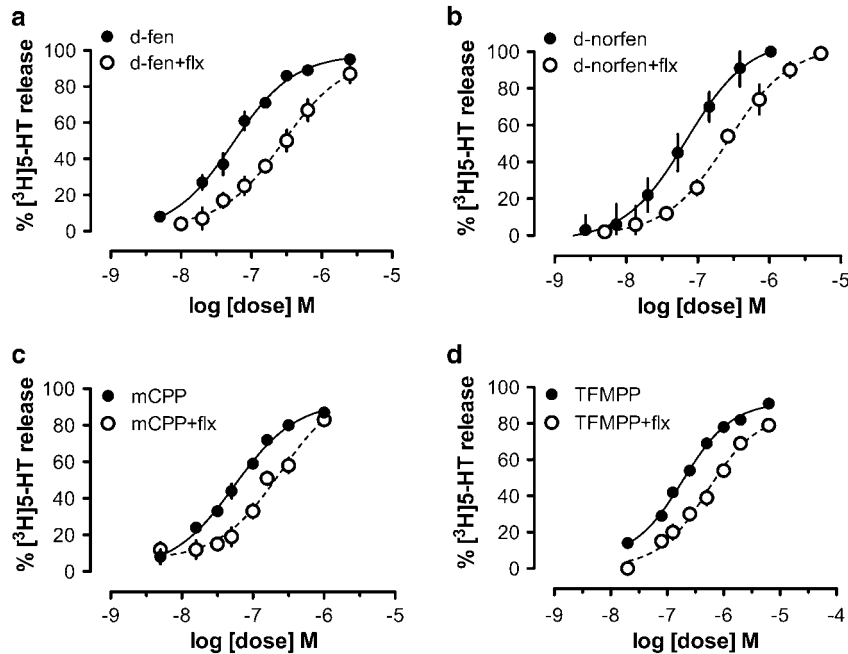 a
d-fen
d-fen+flx
% [³H]5-HT release
100
80
60
40
20
0
-9 -8 -7 -6 -5
log [dose] M
b
d-norfen
d-norfen+flx
% [³H]5-HT release
100
80
60
40
20
0
-9 -8 -7 -6 -5
log [dose] M
c
mCPP
mCPP+flx
% [³H]5-HT release
100
80
60
40
20
0
-9 -8 -7 -6 -5
log [dose] M
d
TFMPP
TFMPP+flx
% [³H]5-HT release
100
80
60
40
20
0
-9 -8 -7 -6 -5 -4
log [dose] M